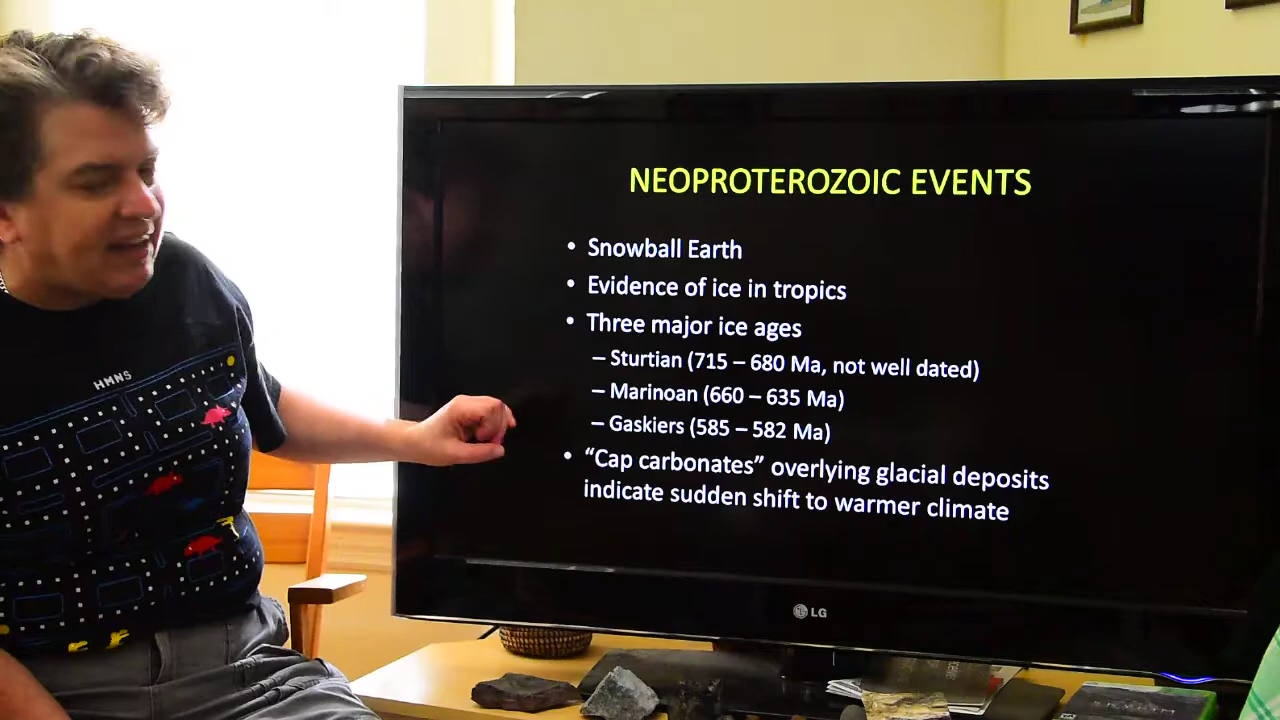 NEOPROTEROZOIC EVENTS
• Snowball Earth
• Evidence of ice in tropics
• Three major ice ages
– Sturtian (715 – 680 Ma, not well dated)
– Marinoan (660 – 635 Ma)
– Gaskiers (585 – 582 Ma)
• “Cap carbonates” overlying glacial deposits
indicate sudden shift to warmer climate
HMNS
LG